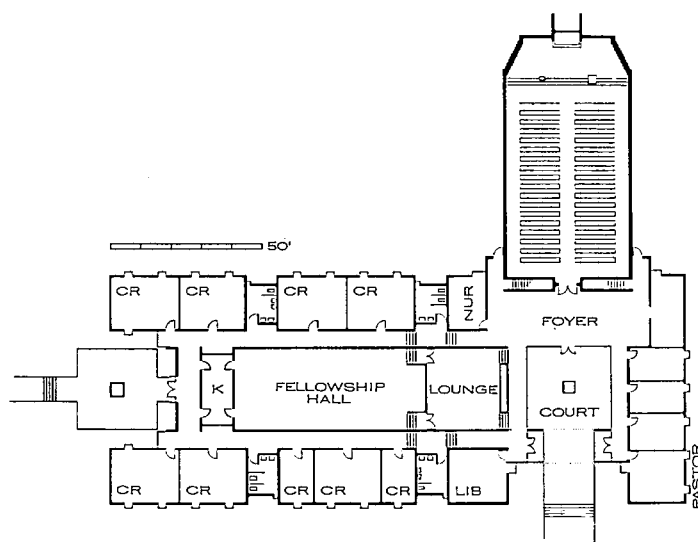 50'
CR
CR
CR
CR
NUR
FOYER
K
FELLOWSHIP
HALL
LOUNGE
COURT
CR
CR
CR
CR
CR
LIB
PASTOR